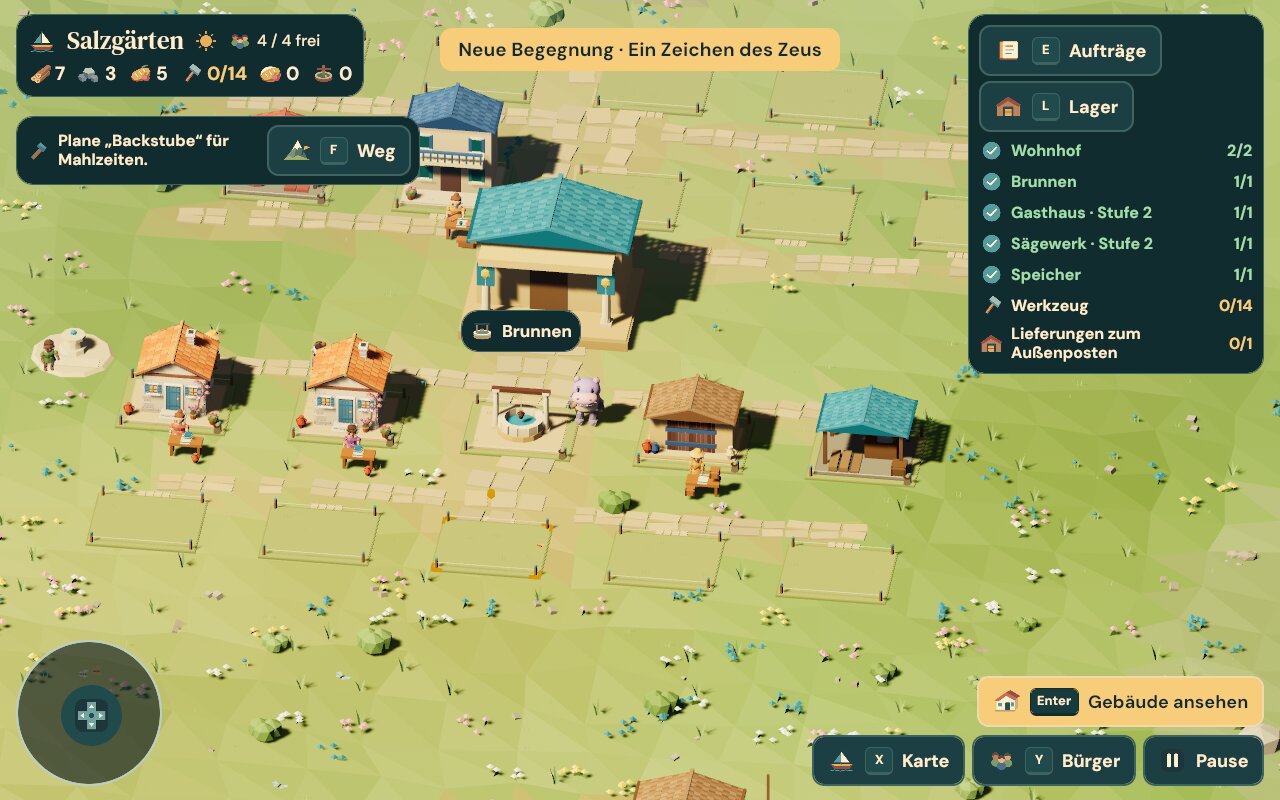 Salzgärten 4 / 4 frei
7 3 5 0/14 0 0
Plane „Backstube“ für
Mahlzeiten.
F Weg
Neue Begegnung · Ein Zeichen des Zeus
E Aufträge
L Lager
Wohnhof 2/2
Brunnen 1/1
Gasthaus · Stufe 2 1/1
Sägewerk · Stufe 2 1/1
Speicher 1/1
Werkzeug 0/14
Lieferungen zum
Außenposten 0/1
Brunnen
Enter Gebäude ansehen
X Karte
Y Bürger
Pause